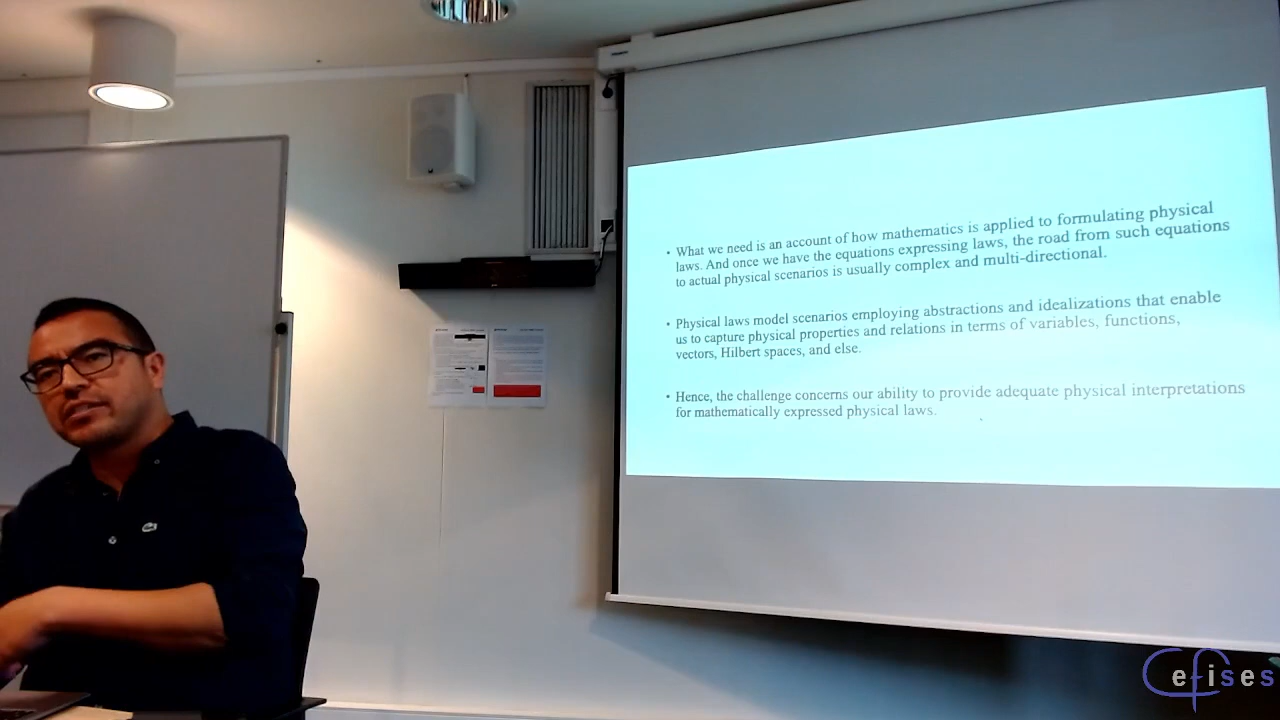 • What we need is an account of how mathematics is applied to formulating physical
laws. And once we have the equations expressing laws, the road from such equations
to actual physical scenarios is usually complex and multi-directional.
• Physical laws model scenarios employing abstractions and idealizations that enable
us to capture physical properties and relations in terms of variables, functions,
vectors, Hilbert spaces, and else.
• Hence, the challenge concerns our ability to provide adequate physical interpretations
for mathematically expressed physical laws.
Cefises